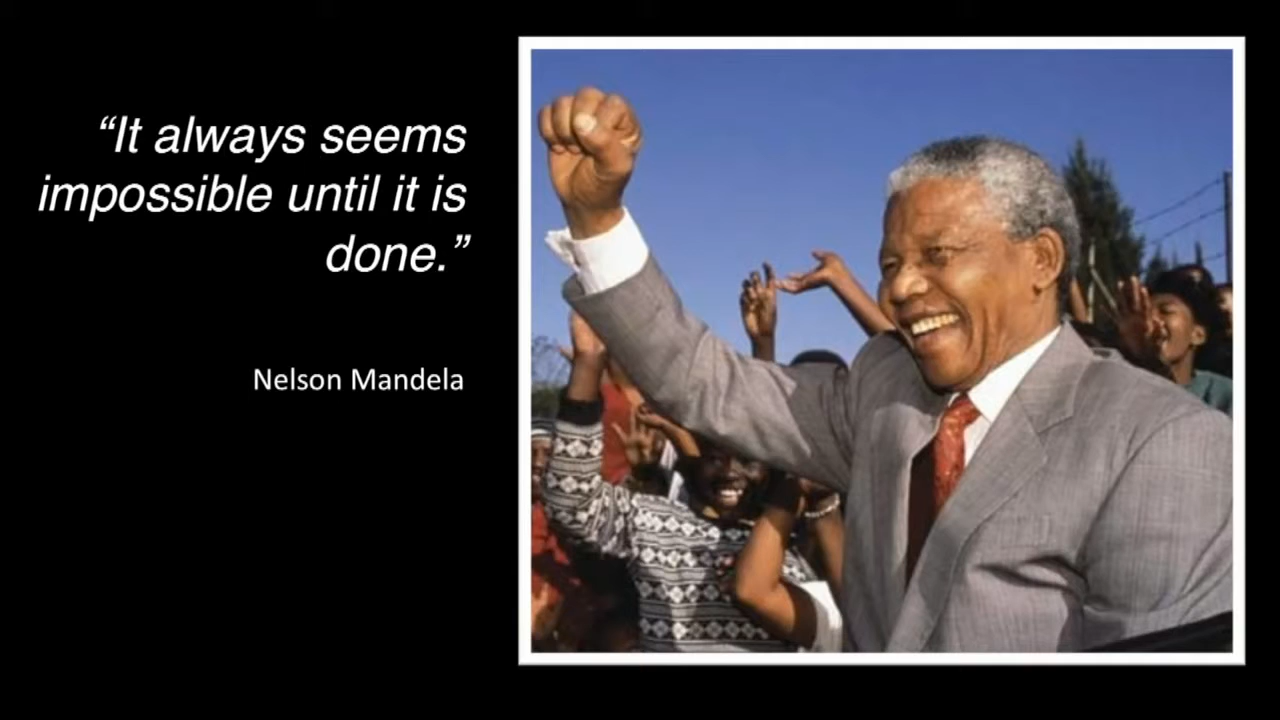 “It always seems
impossible until it is
done.”
Nelson Mandela